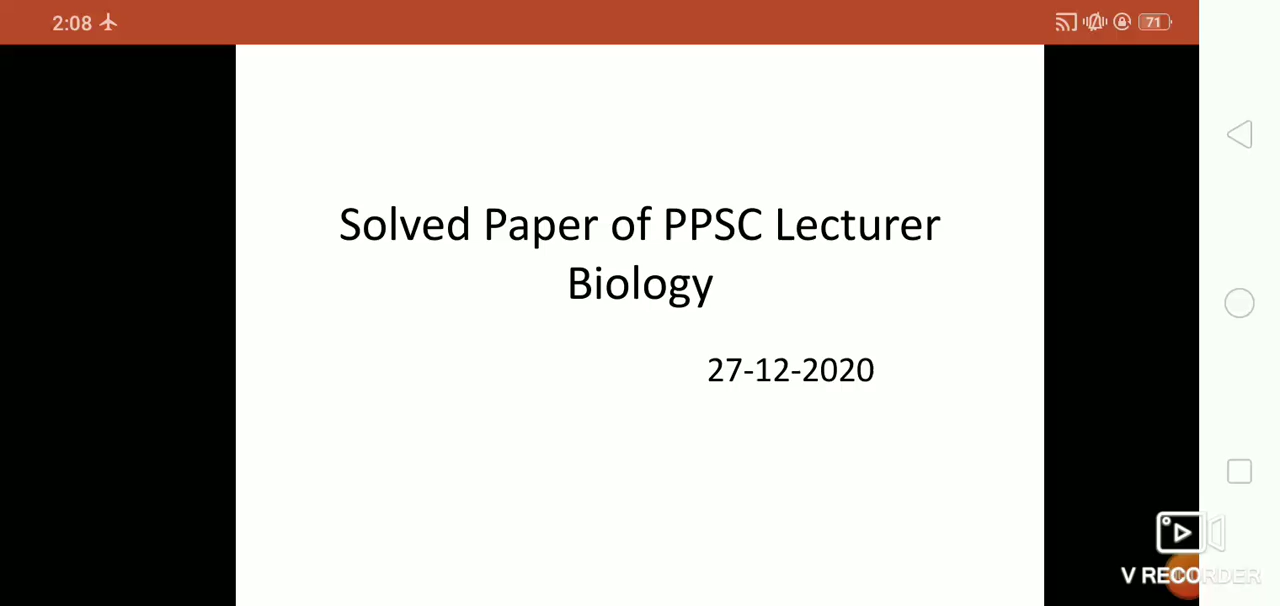 2:08
71
Solved Paper of PPSC Lecturer
Biology
27-12-2020
V RECORDER